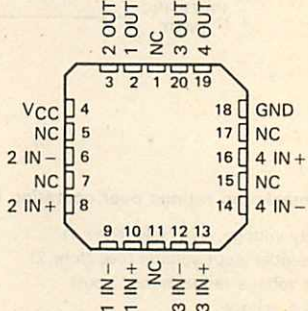 2 OUT
1 OUT
NC
3 OUT
4 OUT
3 2 1 20 19
VCC 4
NC 5
2 IN- 6
NC 7
2 IN+ 8
18 GND
17 NC
16 4 IN+
15 NC
14 4 IN-
9 10 11 12 13
1 IN-
1 IN+
NC
3 IN-
3 IN+